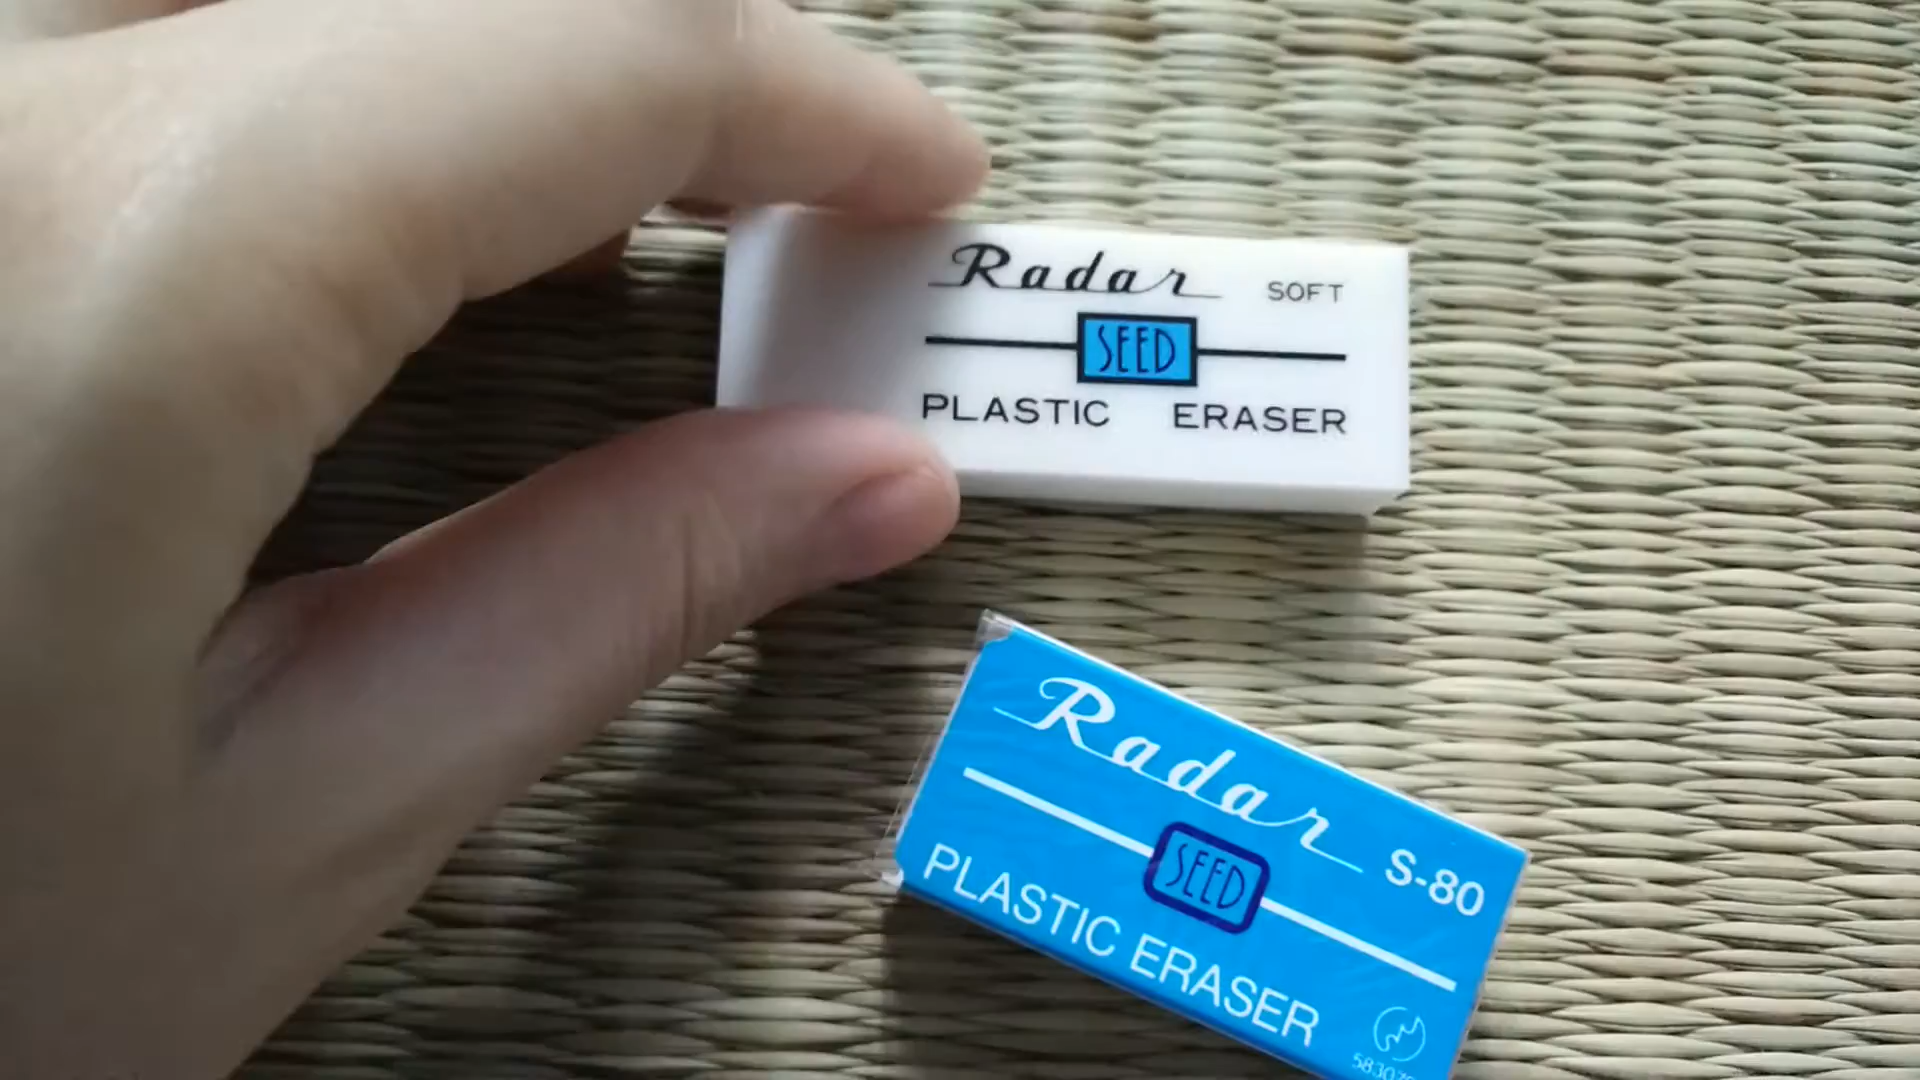 Radar SOFT
SEED
PLASTIC ERASER
Radar S-80
SEED
PLASTIC ERASER